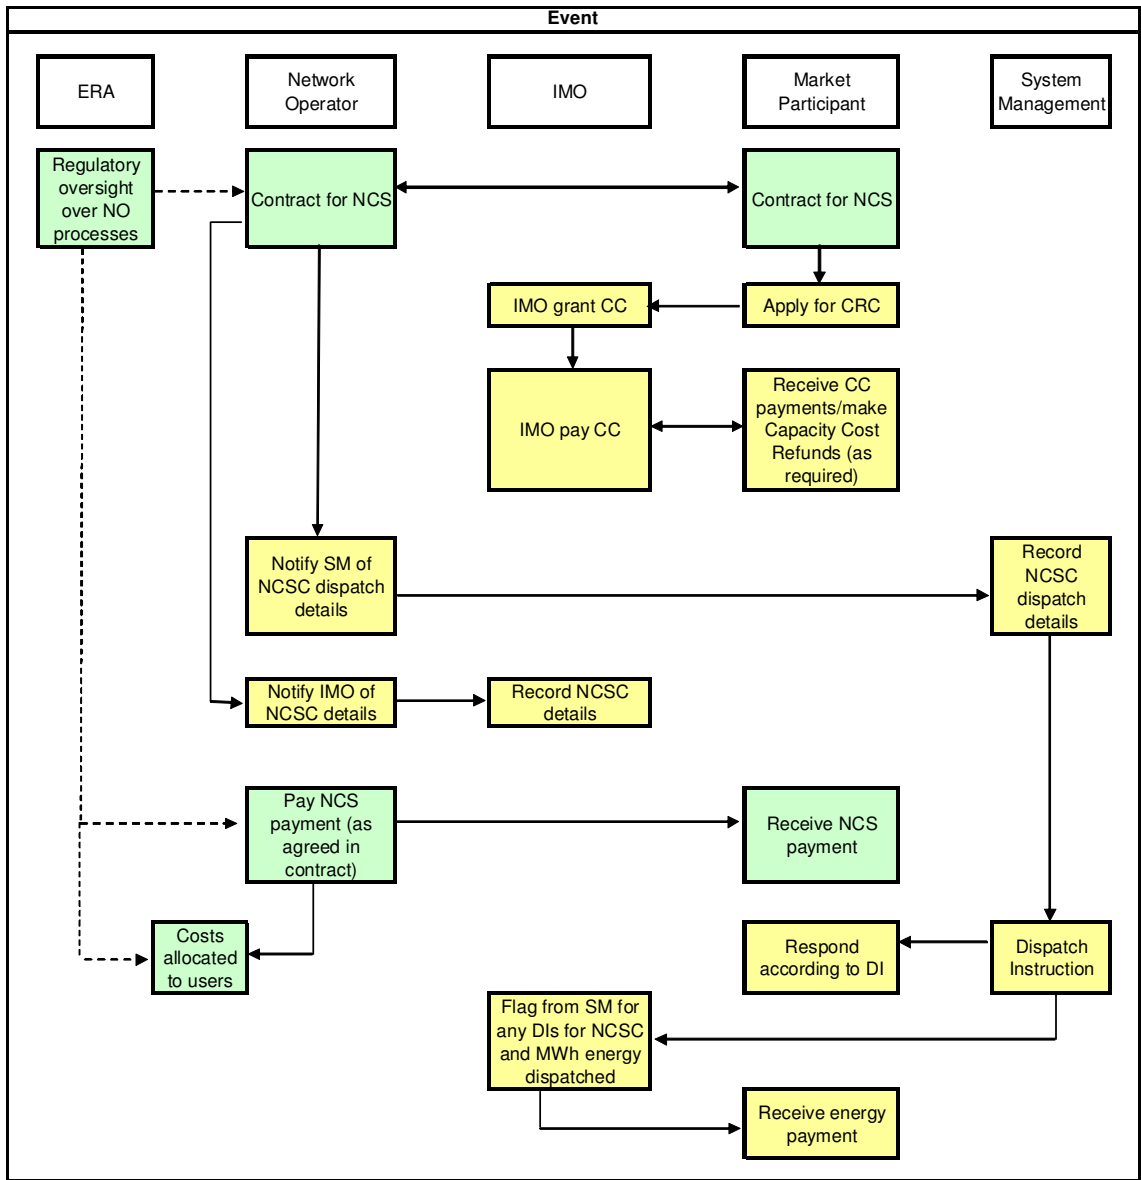 Event
ERA
Network
Operator
IMO
Market
Participant
System
Management
Regulatory
oversight
over NO
processes
Contract for NCS
Contract for NCS
IMO grant CC
Apply for CRC
IMO pay CC
Receive CC
payments/make
Capacity Cost
Refunds (as
required)
Notify SM of
NCSC dispatch
details
Record
NCSC
dispatch
details
Notify IMO of
NCSC details
Record NCSC
details
Pay NCS
payment (as
agreed in
contract)
Receive NCS
payment
Costs
allocated
to users
Respond
according to DI
Dispatch
Instruction
Flag from SM for
any DIs for NCSC
and MWh energy
dispatched
Receive energy
payment